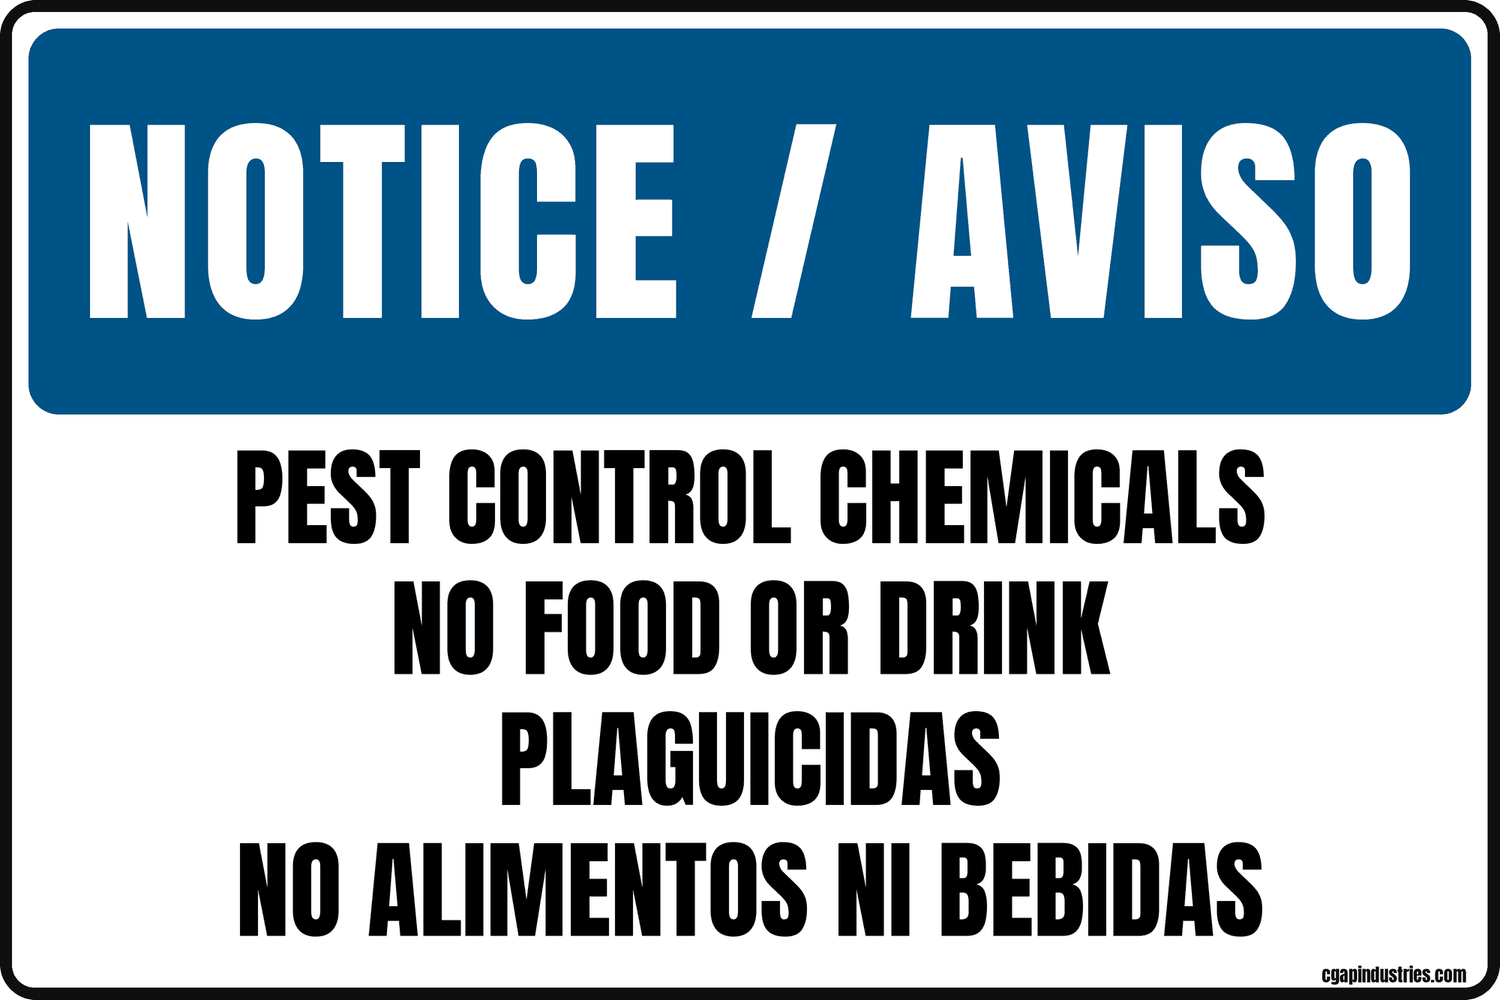 NOTICE / AVISO
PEST CONTROL CHEMICALS
NO FOOD OR DRINK
PLAGUICIDAS
NO ALIMENTOS NI BEBIDAS
cgapindustries.com